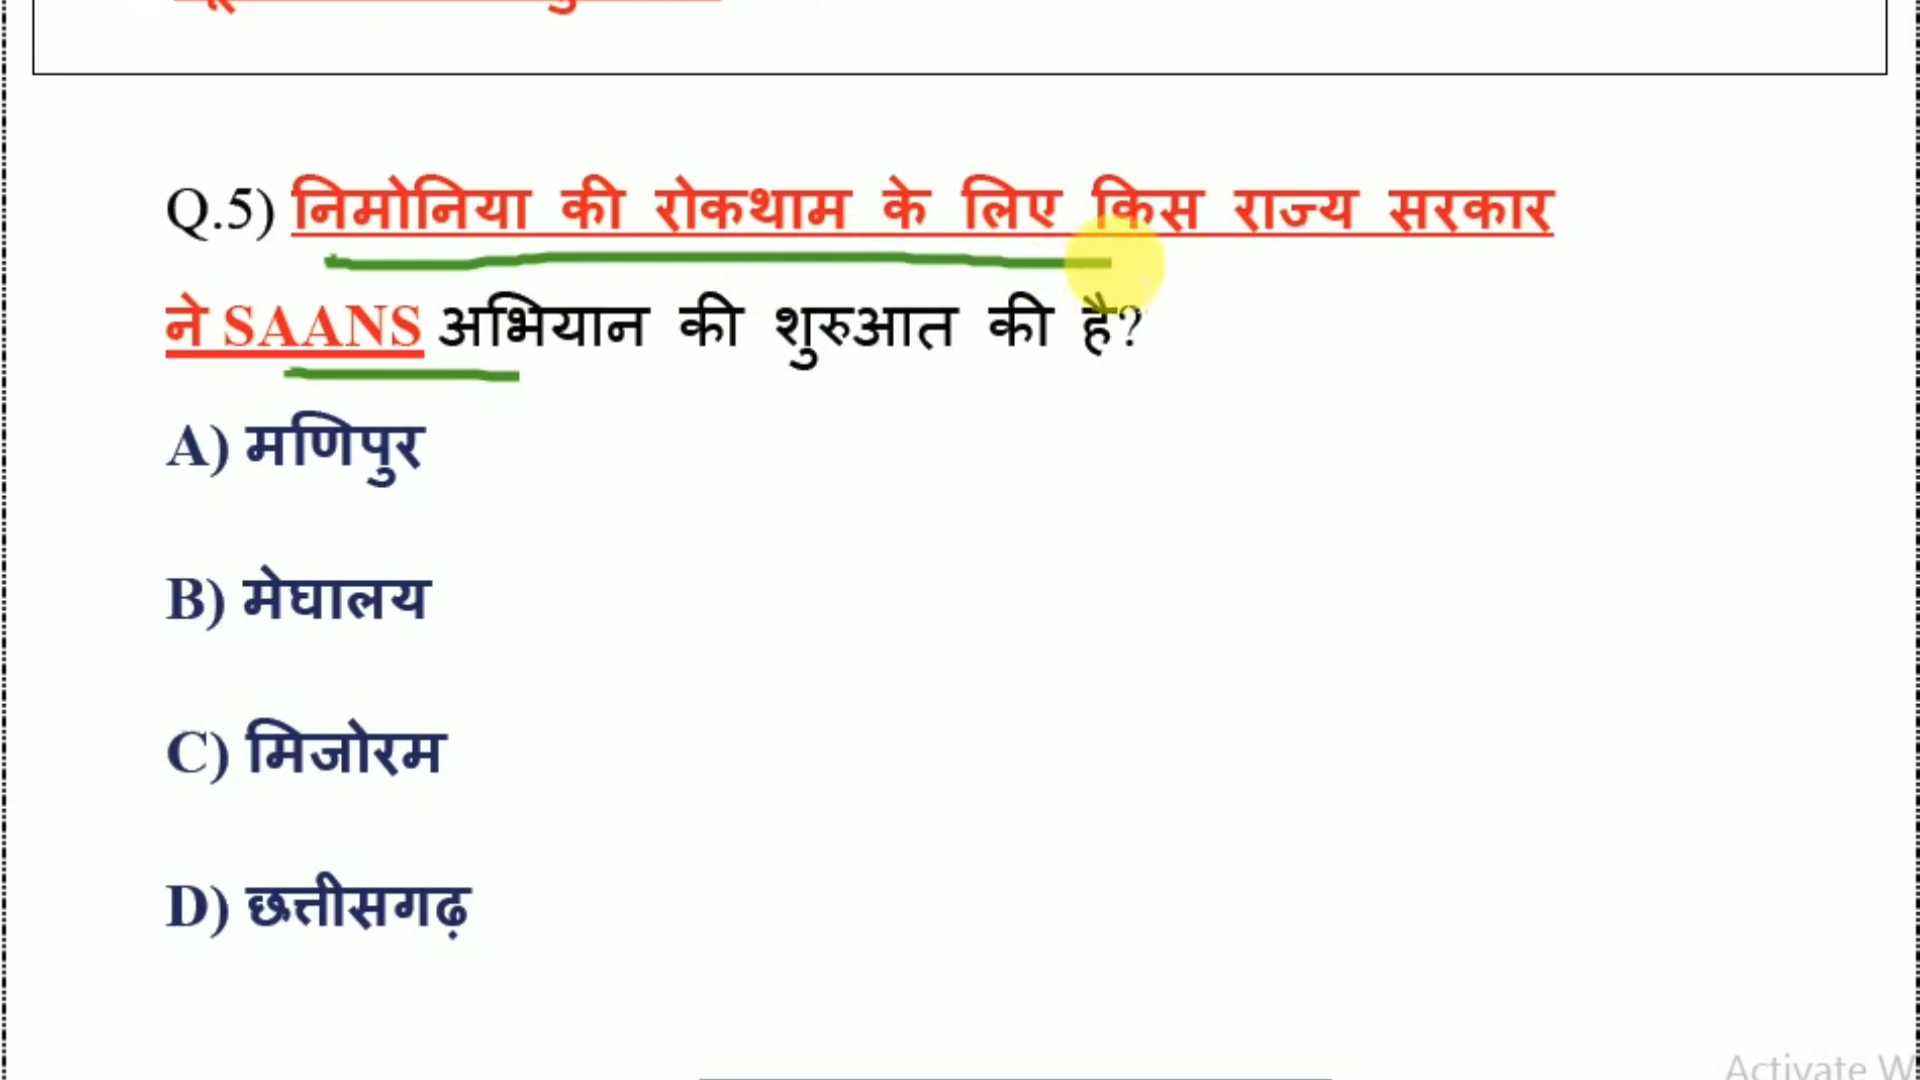 Q.5) निमोनिया की रोकथाम के लिए किस राज्य सरकार
ने SAANS अभियान की शुरुआत की है?
A) मणिपुर
B) मेघालय
C) मिजोरम
D) छत्तीसगढ़
Activate W